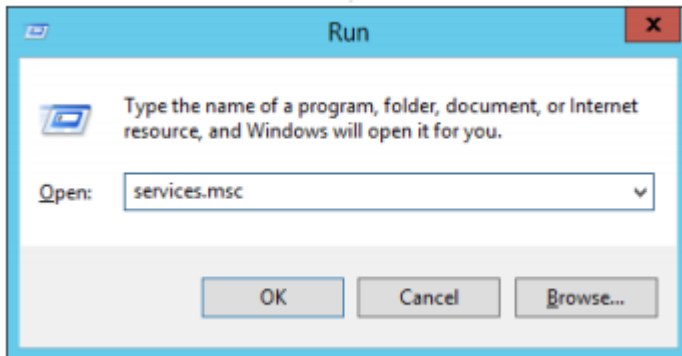 Run
x
Type the name of a program, folder, document, or Internet
resource, and Windows will open it for you.
Open: services.msc
OK Cancel Browse...